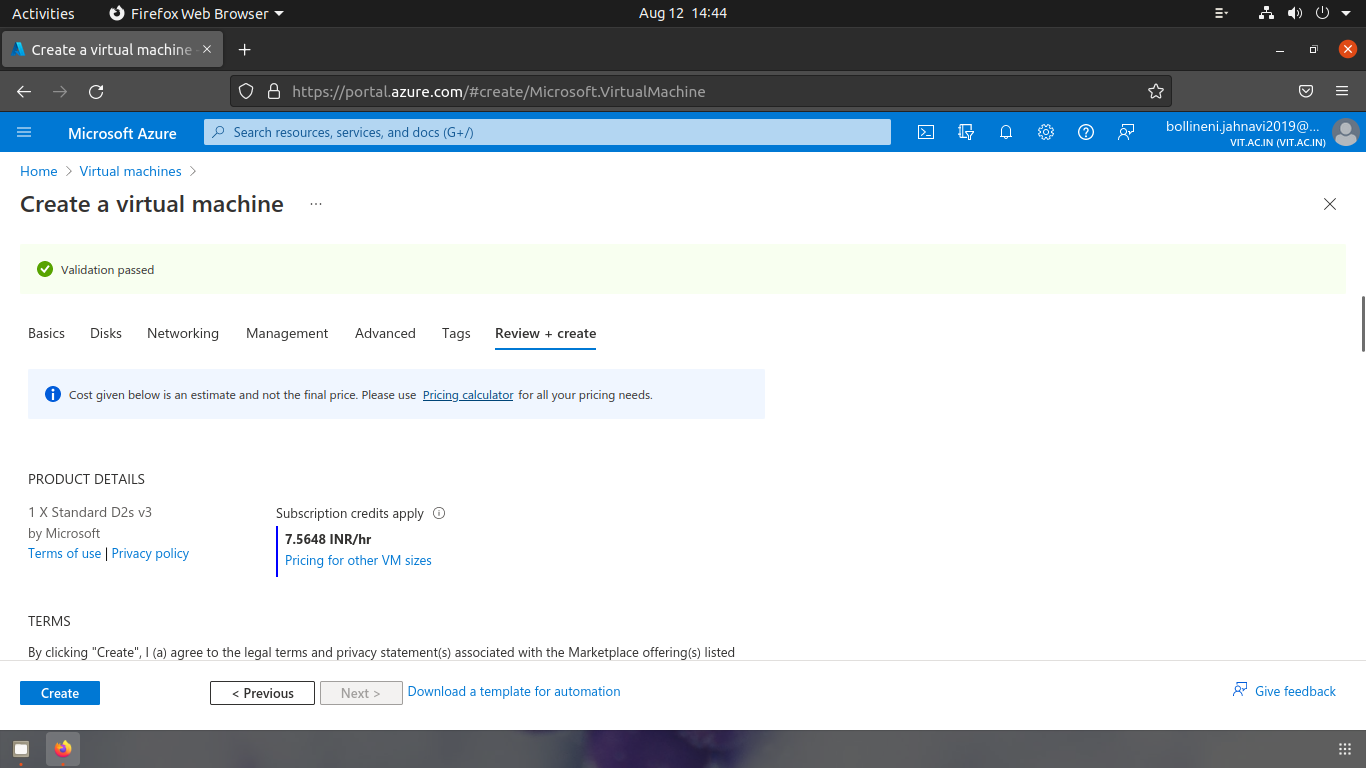 Activities Firefox Web Browser Aug 12 14:44
Create a virtual machine
https://portal.azure.com/#create/Microsoft.VirtualMachine
Microsoft Azure Search resources, services, and docs (G+/) bollineni.jahnavi2019@...
VIT.AC.IN (VIT.AC.IN)
Home > Virtual machines >
Create a virtual machine ...
Validation passed
Basics Disks Networking Management Advanced Tags Review + create
Cost given below is an estimate and not the final price. Please use Pricing calculator for all your pricing needs.
PRODUCT DETAILS
1 X Standard D2s v3
by Microsoft
Terms of use | Privacy policy
Subscription credits apply
7.5648 INR/hr
Pricing for other VM sizes
TERMS
By clicking "Create", I (a) agree to the legal terms and privacy statement(s) associated with the Marketplace offering(s) listed
Create < Previous Next > Download a template for automation Give feedback